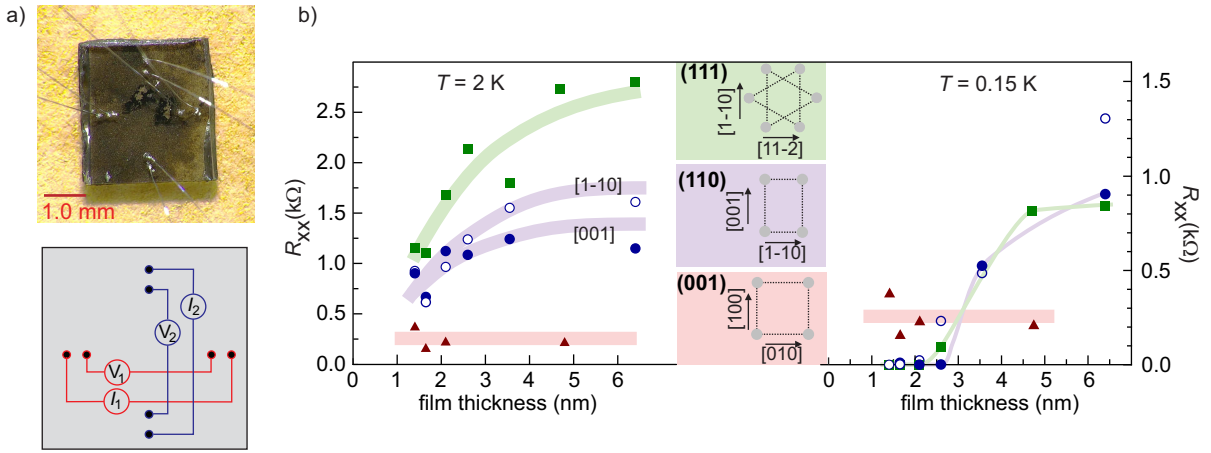 a)
1.0 mm
V1
I1
V2
I2
b)
T = 2 K
Rxx(kΩ)
2.5
2.0
1.5
1.0
0.5
0.0
[1-10]
[001]
0 1 2 3 4 5 6
film thickness (nm)
(111)
[1-10]
[11-2]
(110)
[001]
[1-10]
(001)
[100]
[010]
T = 0.15 K
1.5
1.0
0.5
0.0
Rxx(kΩ)
0 1 2 3 4 5 6
film thickness (nm)